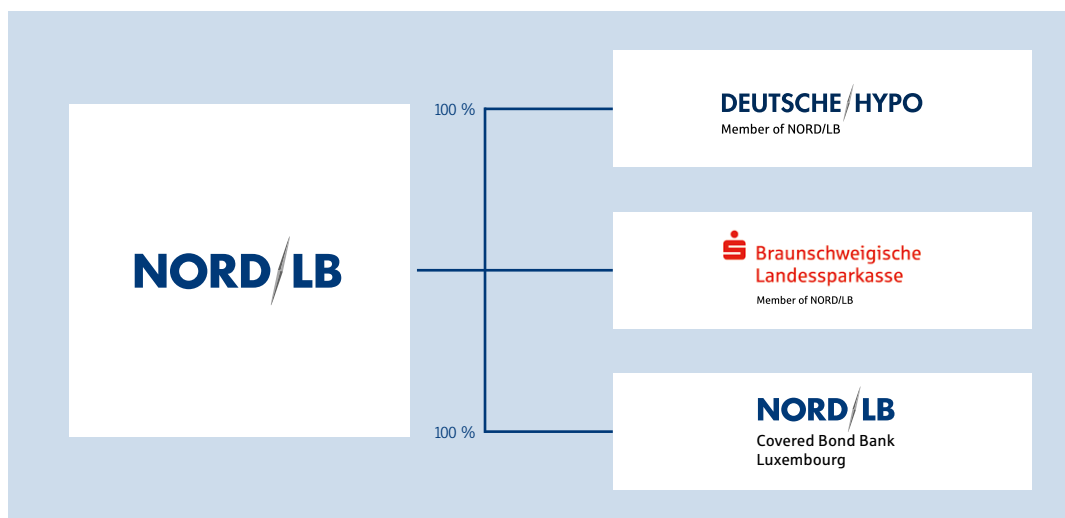 NORD/LB
100 %
DEUTSCHE/HYPO
Member of NORD/LB
Braunschweigische
Landessparkasse
Member of NORD/LB
100 %
NORD/LB
Covered Bond Bank
Luxembourg